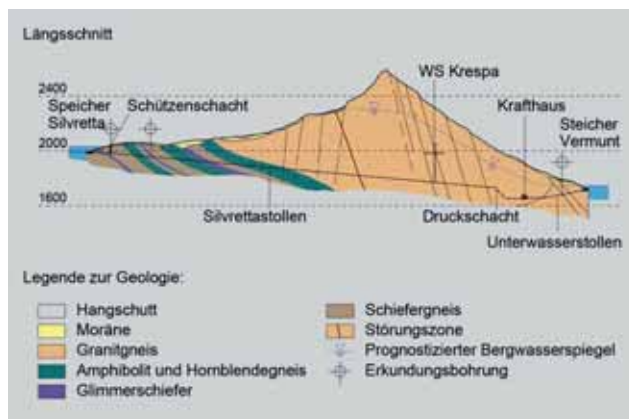 Längsschnitt
WS Krespa
2400
Speicher
Silvretta
Schützenschacht
Krafthaus
Steicher
Vermunt
2000
1600
Silvrettastollen
Druckschacht
Unterwasserstollen
Legende zur Geologie:
Hangschutt
Moräne
Granitgneis
Amphibolit und Hornblendegneis
Glimmerschiefer
Schiefergneis
Störungszone
Prognostizierter Bergwasserspiegel
Erkundungsbohrung